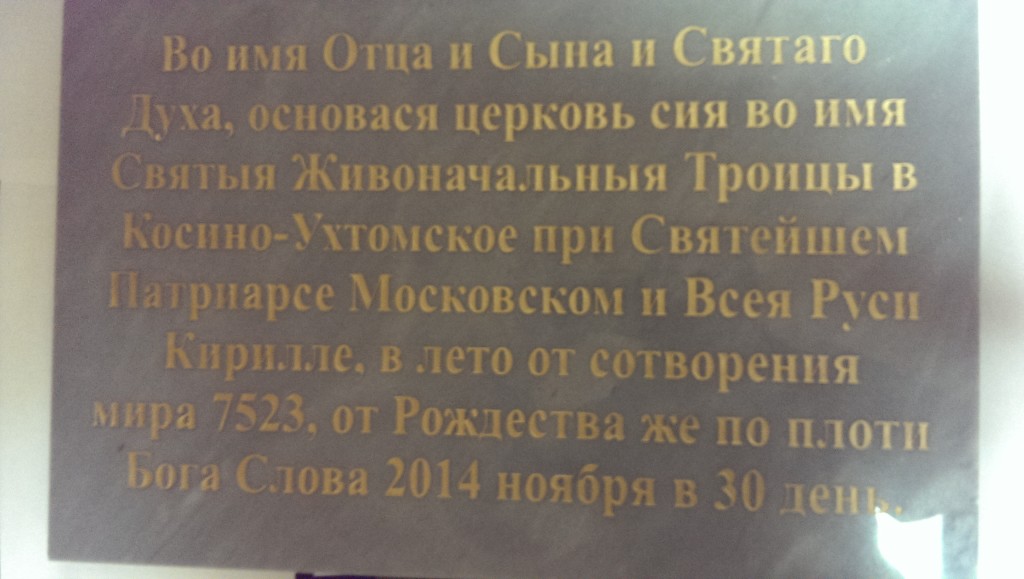 Во имя Отца и Сына и Святаго
Духа, основася церковь сия во имя
Святыя Живоначальныя Троицы в
Косино-Ухтомское при Святейшем
Патриарсе Московском и Всея Руси
Кирилле, в лето от сотворения
мира 7523, от Рождества же по плоти
Бога Слова 2014 ноября в 30 день.